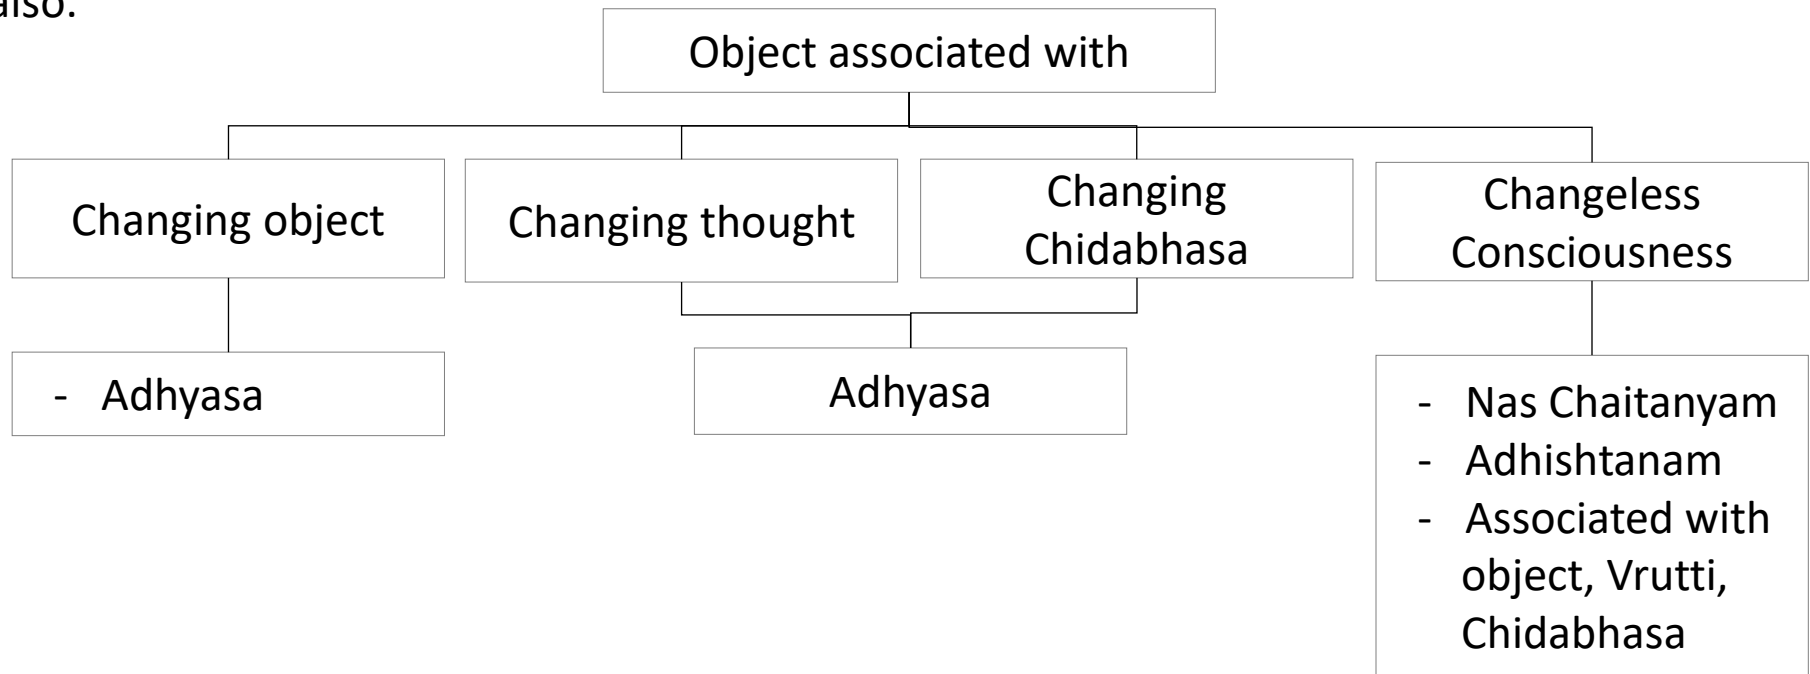 also.
Object associated with
Changing object
Changing thought
Changing
Chidabhasa
Changeless
Consciousness
- Adhyasa
Adhyasa
- Nas Chaitanyam
- Adhishtanam
- Associated with
object, Vrutti,
Chidabhasa